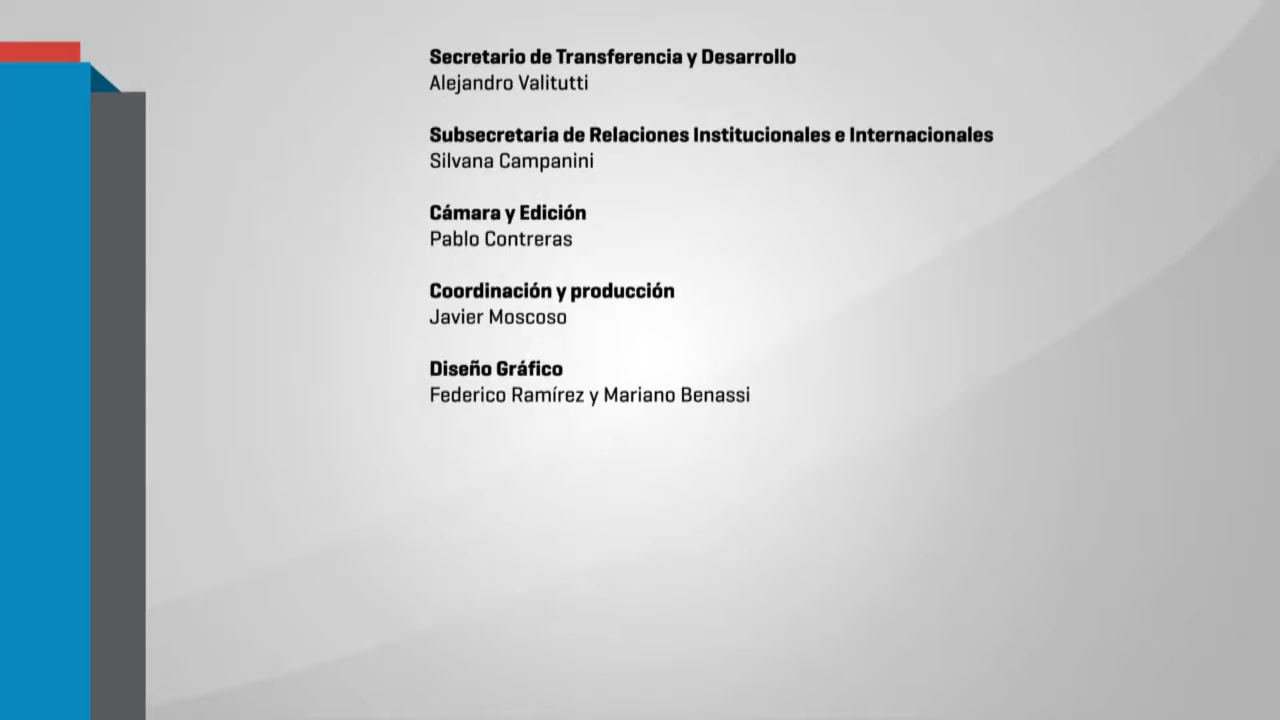 Secretario de Transferencia y Desarrollo
Alejandro Valitutti
Subsecretaria de Relaciones Institucionales e Internacionales
Silvana Campanini
Cámara y Edición
Pablo Contreras
Coordinación y producción
Javier Moscoso
Diseño Gráfico
Federico Ramírez y Mariano Benassi